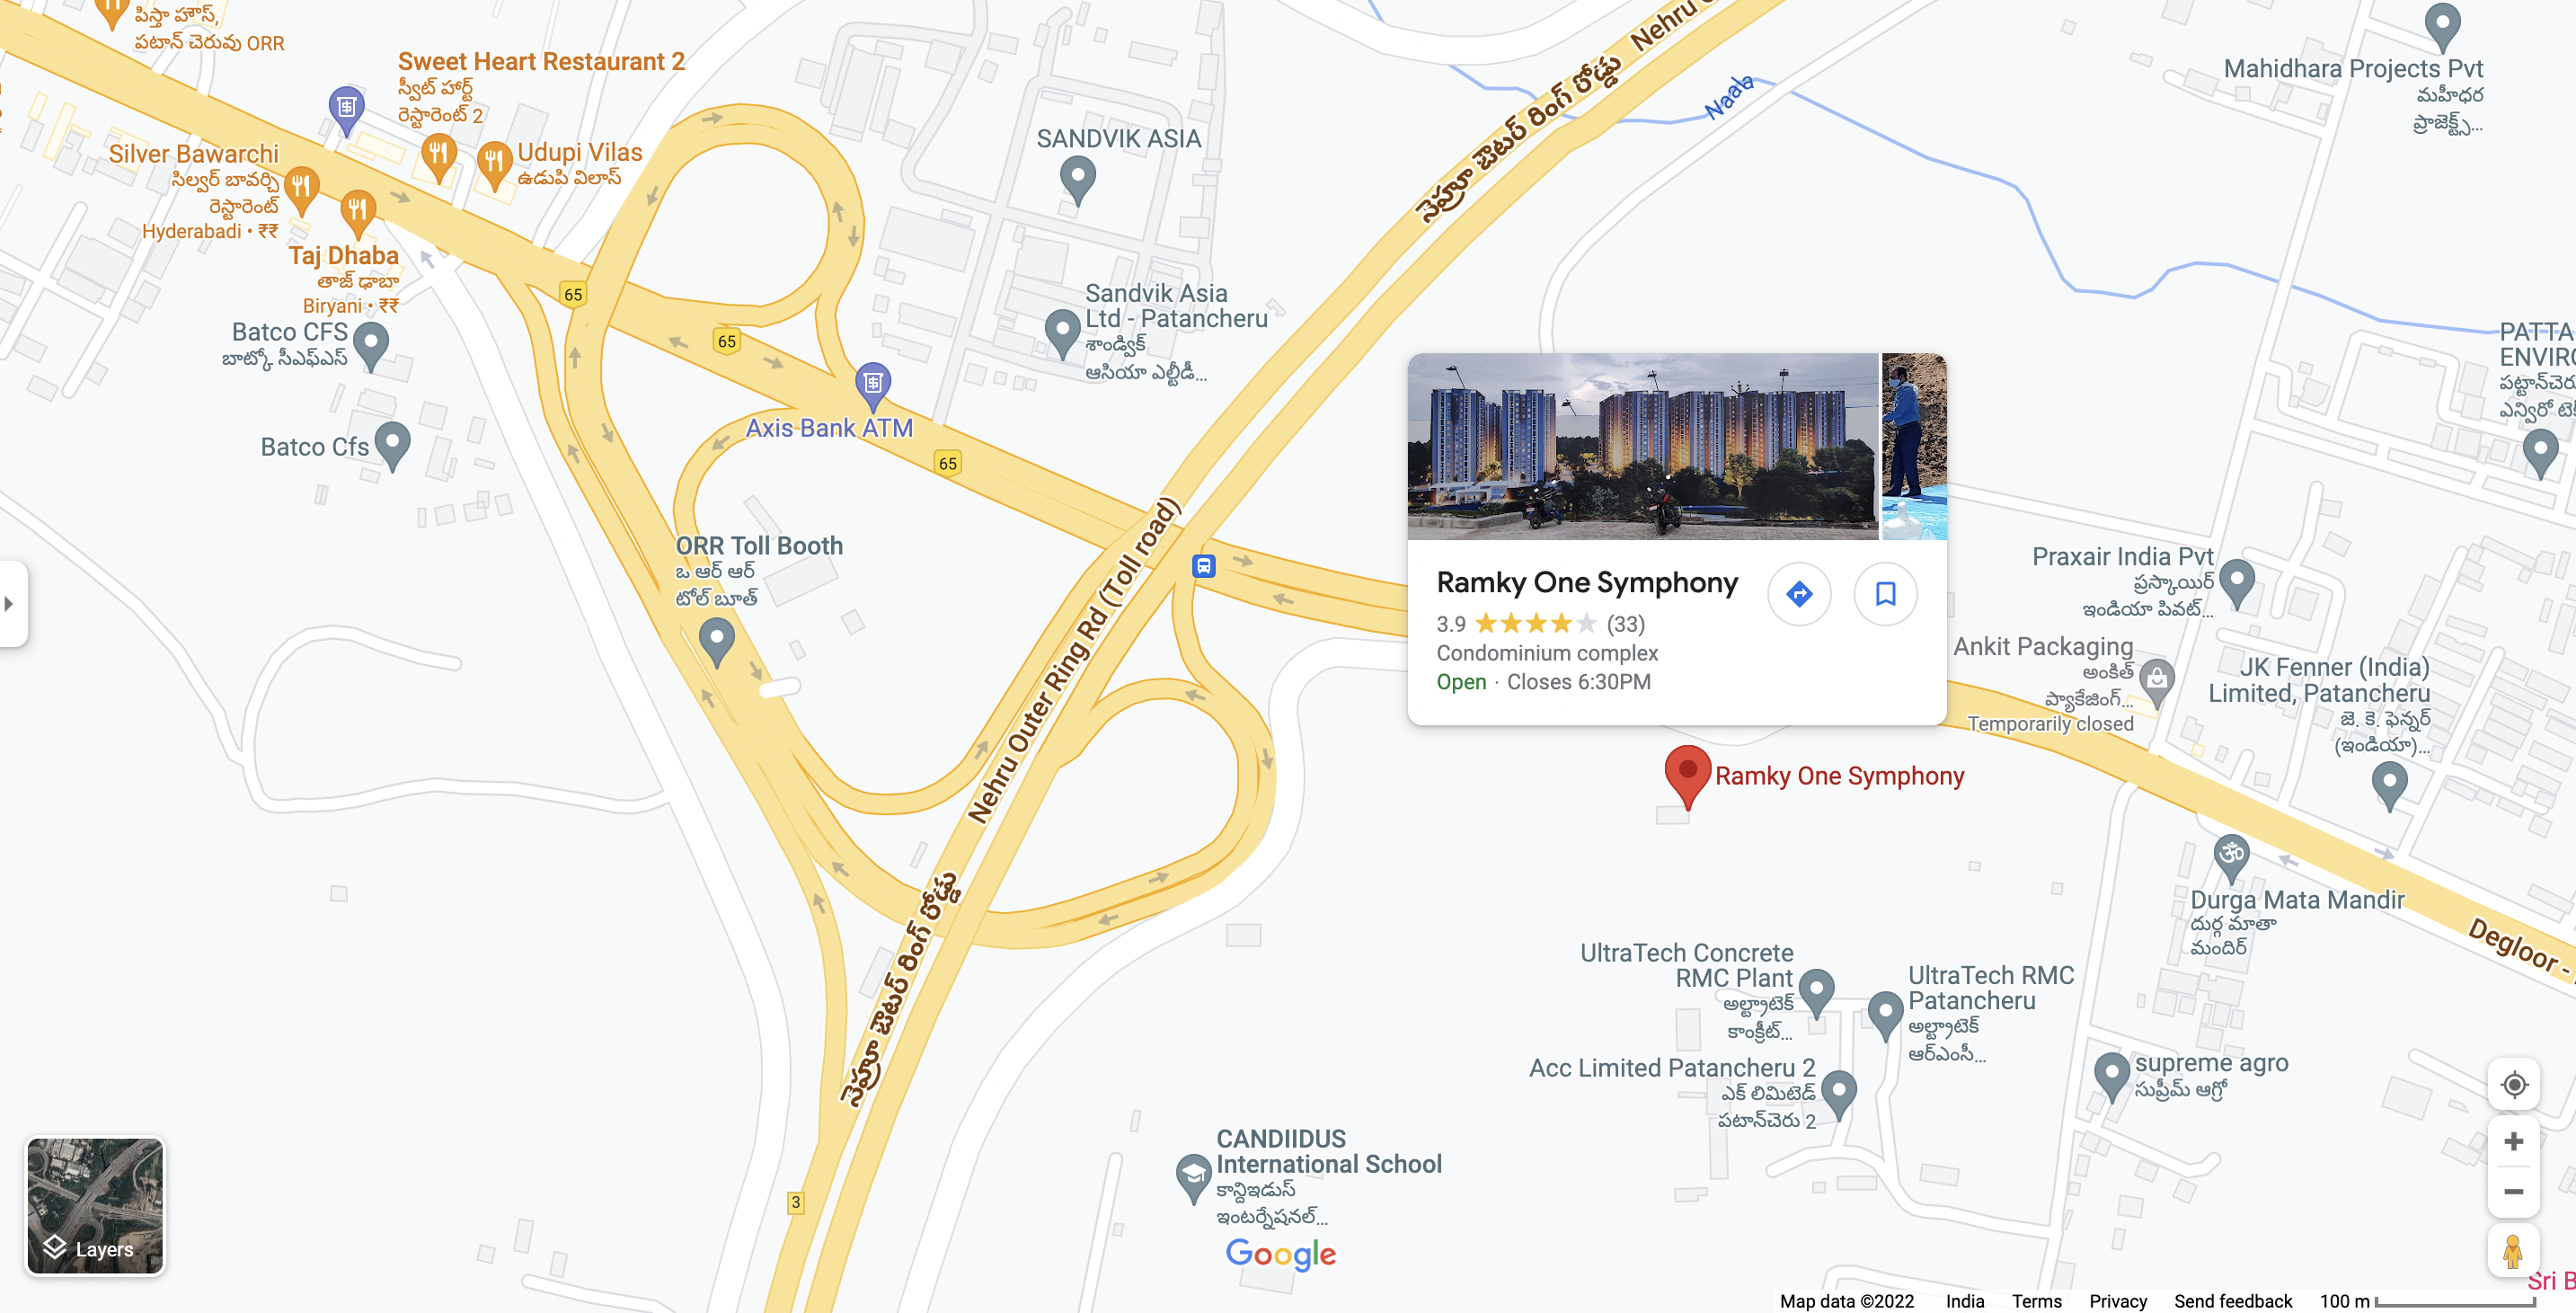 పిస్తా హౌస్,
పటాన్ చెరువు ORR
Sweet Heart Restaurant 2
స్వీట్ హార్ట్
రెస్టారెంట్ 2
Silver Bawarchi
సిల్వర్ బావర్చి
రెస్టారెంట్
Hyderabadi • ₹₹
Udupi Vilas
ఉడుపి విలాస్
Taj Dhaba
తాజ్ ఢాబా
Biryani • ₹₹
Batco CFS
బాట్కో సీఎఫ్ఎస్
Batco Cfs
65
65
65
Axis Bank ATM
ORR Toll Booth
ఒ ఆర్ ఆర్
టోల్ బూత్
SANDVIK ASIA
Sandvik Asia
Ltd - Patancheru
శాండ్విక్
ఆసియా ఎల్టీడీ...
నెహ్రూ ఔటర్ రింగ్ రోడ్డు
Nehru
Naala
Nehru Outer Ring Rd (Toll road)
నెహ్రూ ఔటర్ రింగ్ రోడ్డు
3
Mahidhara Projects Pvt
మహీధర
ప్రాజెక్ట్స్...
PATTA
ENVIR
పట్టాన్‌చెరు
ఎన్విరో టె
Ramky One Symphony
3.9 (33)
Condominium complex
Open · Closes 6:30PM
Ramky One Symphony
Praxair India Pvt
ప్రస్కాయిర్
ఇండియా పివట్...
Ankit Packaging
అంకిత్
ప్యాకేజింగ్...
Temporarily closed
JK Fenner (India)
Limited, Patancheru
జె. కె. ఫెన్నర్
(ఇండియా)...
Durga Mata Mandir
దుర్గ మాతా
మందిర్
Degloor -
UltraTech Concrete
RMC Plant
అల్ట్రాటెక్
కాంక్రీట్...
UltraTech RMC
Patancheru
అల్ట్రాటెక్
ఆర్ఎంసీ...
Acc Limited Patancheru 2
ఎక్ లిమిటెడ్
పటాన్‌చెరు 2
supreme agro
సుప్రీమ్ ఆగ్రో
CANDIIDUS
International School
కాన్దిఇడుస్
ఇంటర్నేషనల్...
Layers
Google
Sri B
Map data ©2022 India Terms Privacy Send feedback 100 m